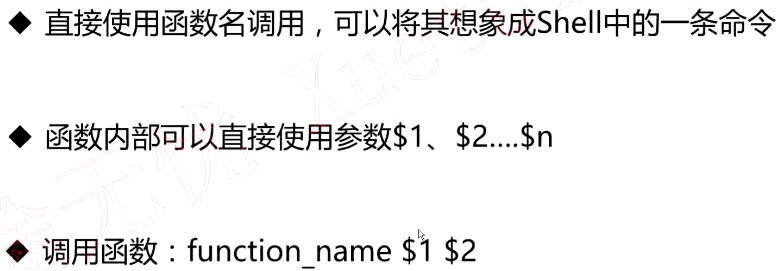 ◆ 直接使用函数名调用，可以将其想象成Shell中的一条命令
◆ 函数内部可以直接使用参数$1、$2....$n
◆ 调用函数：function_name $1 $2